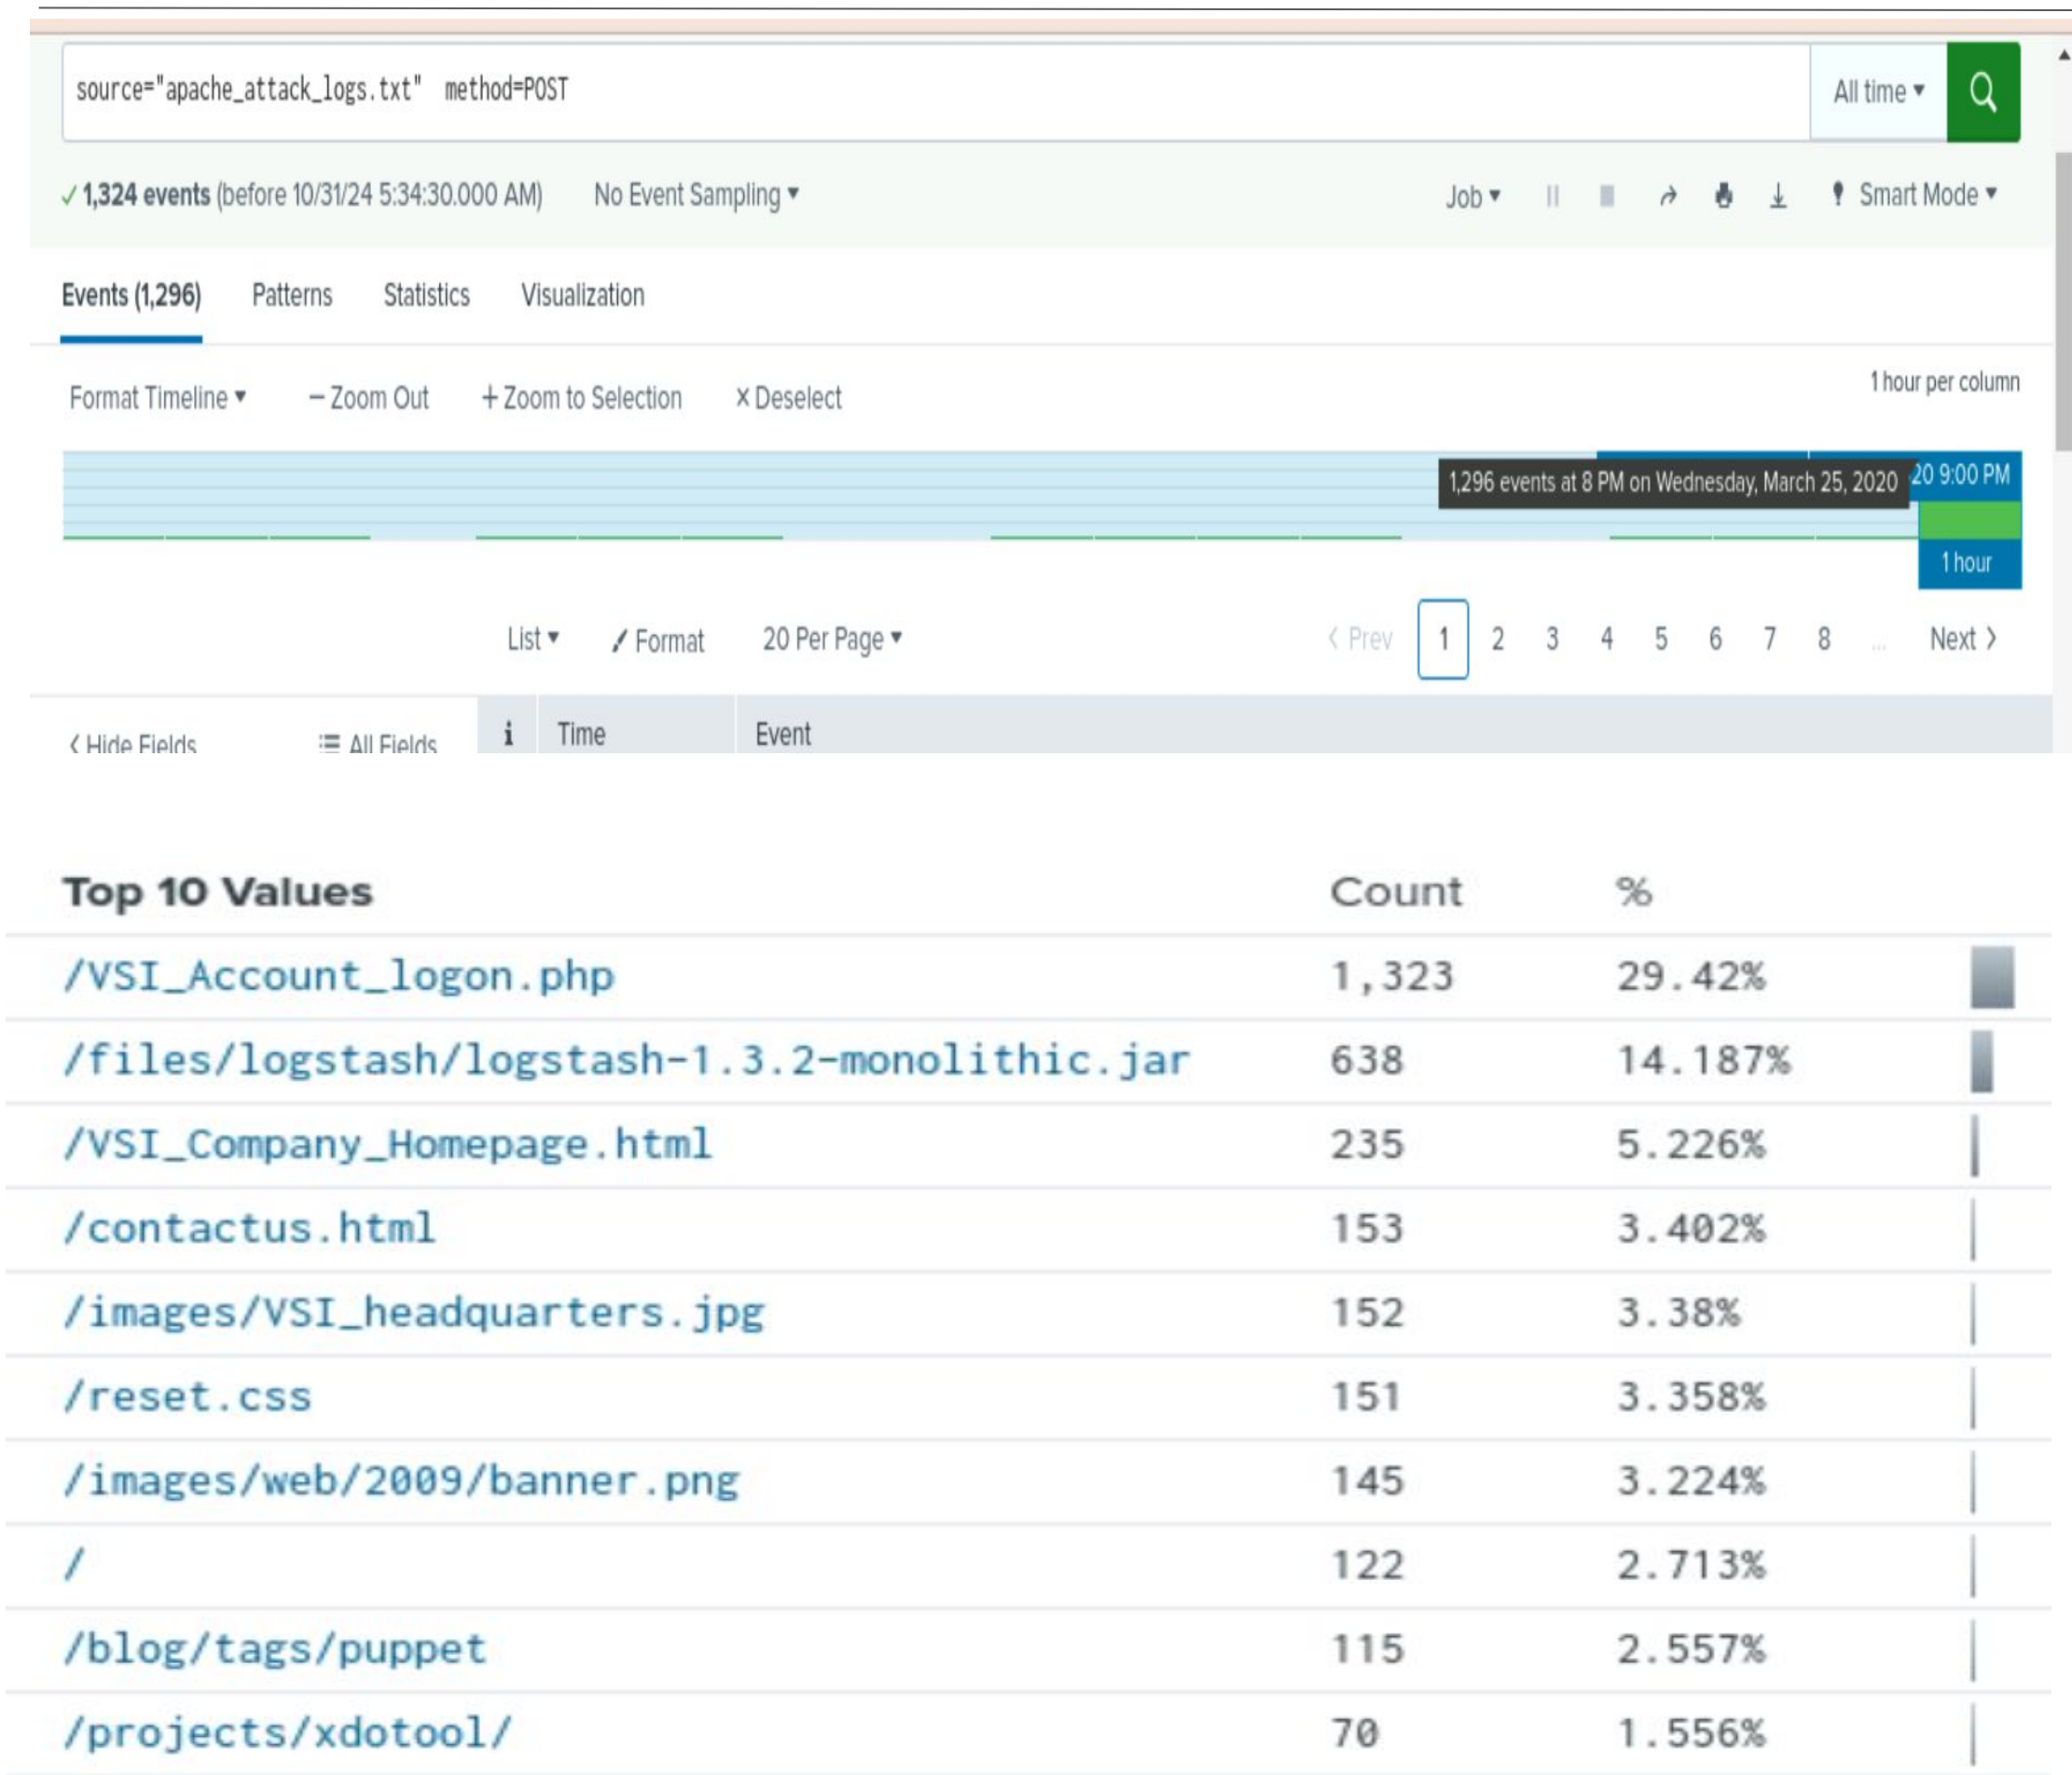 source="apache_attack_logs.txt" method=POST
All time
1,324 events (before 10/31/24 5:34:30.000 AM) No Event Sampling
Job Smart Mode
Events (1,296) Patterns Statistics Visualization
Format Timeline − Zoom Out + Zoom to Selection × Deselect
1 hour per column
1,296 events at 8 PM on Wednesday, March 25, 2020
20 9:00 PM
1 hour
List Format 20 Per Page
< Prev 1 2 3 4 5 6 7 8 ... Next >
< Hide Fields All Fields i Time Event
Top 10 Values Count %
/VSI_Account_logon.php 1,323 29.42%
/files/logstash/logstash-1.3.2-monolithic.jar 638 14.187%
/VSI_Company_Homepage.html 235 5.226%
/contactus.html 153 3.402%
/images/VSI_headquarters.jpg 152 3.38%
/reset.css 151 3.358%
/images/web/2009/banner.png 145 3.224%
/ 122 2.713%
/blog/tags/puppet 115 2.557%
/projects/xdotool/ 70 1.556%